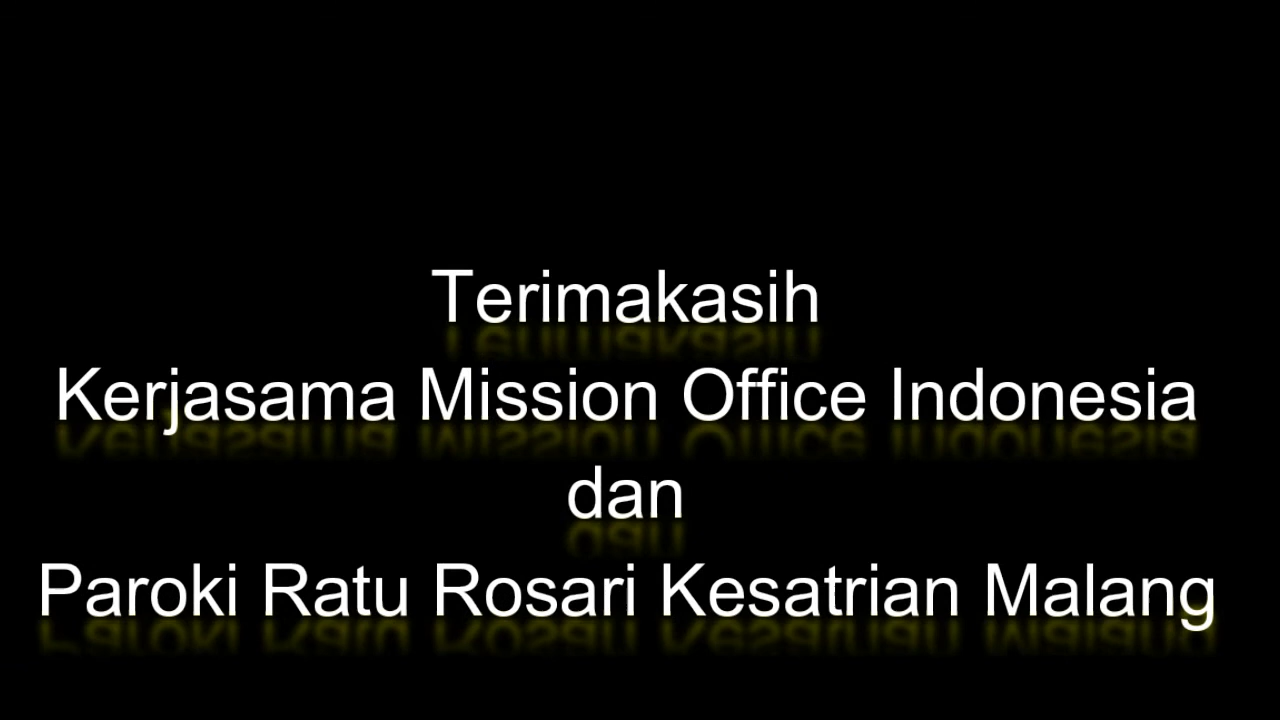 Terimakasih
Kerjasama Mission Office Indonesia
dan
Paroki Ratu Rosari Kesatrian Malang